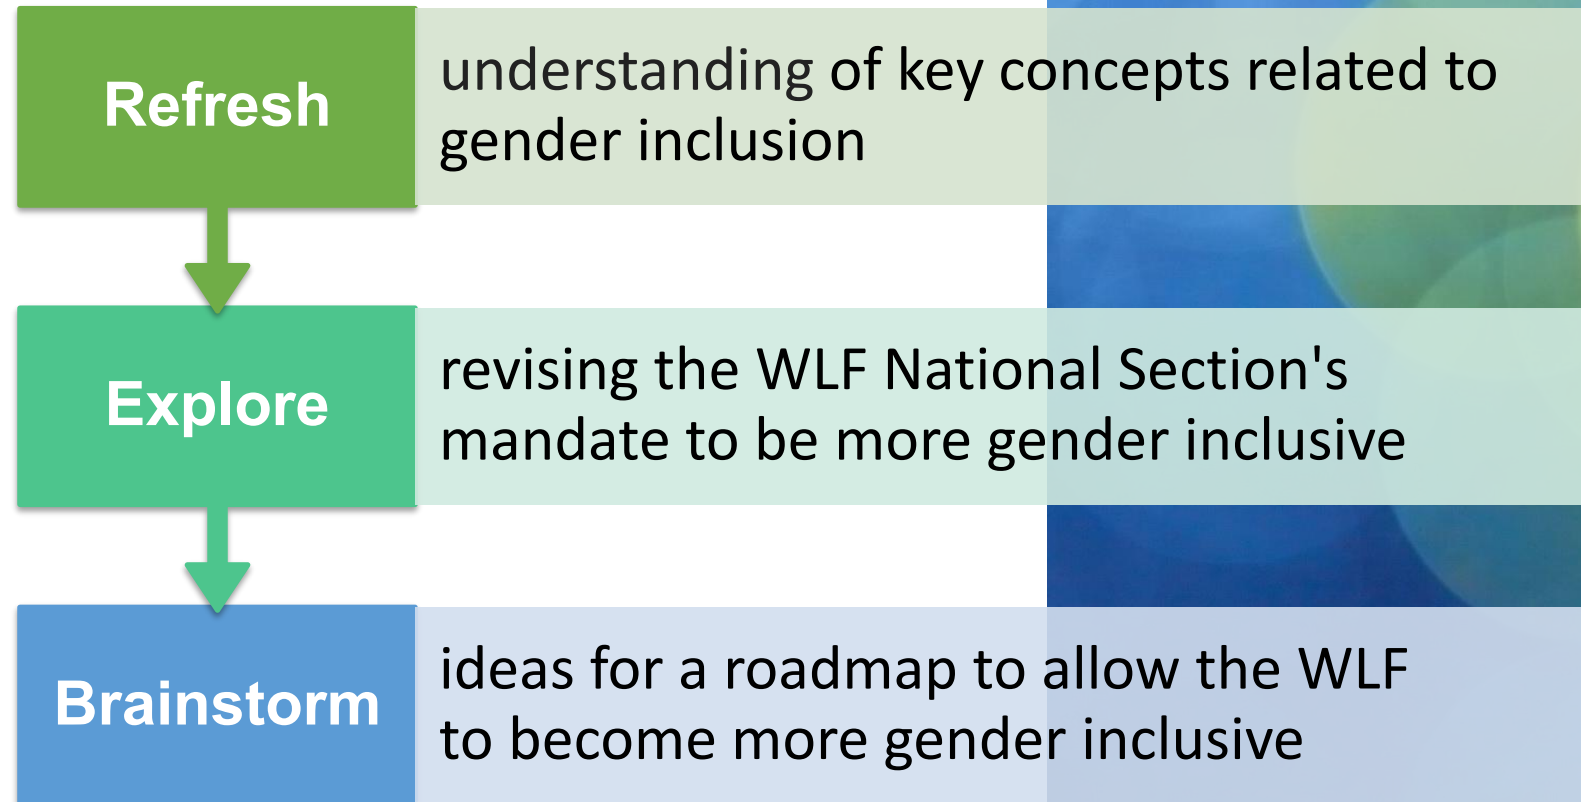 Refresh
understanding of key concepts related to
gender inclusion
Explore
revising the WLF National Section's
mandate to be more gender inclusive
Brainstorm
ideas for a roadmap to allow the WLF
to become more gender inclusive